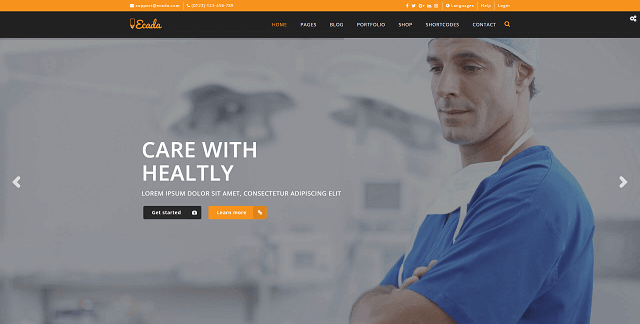 support@ecada.com (0123) 123 456 789 Languages Help Login
Ecada HOME PAGES BLOG PORTFOLIO SHOP SHORTCODES CONTACT
CARE WITH
HEALTLY
LOREM IPSUM DOLOR SIT AMET, CONSECTETUR ADIPISCING ELIT
Get started Learn more